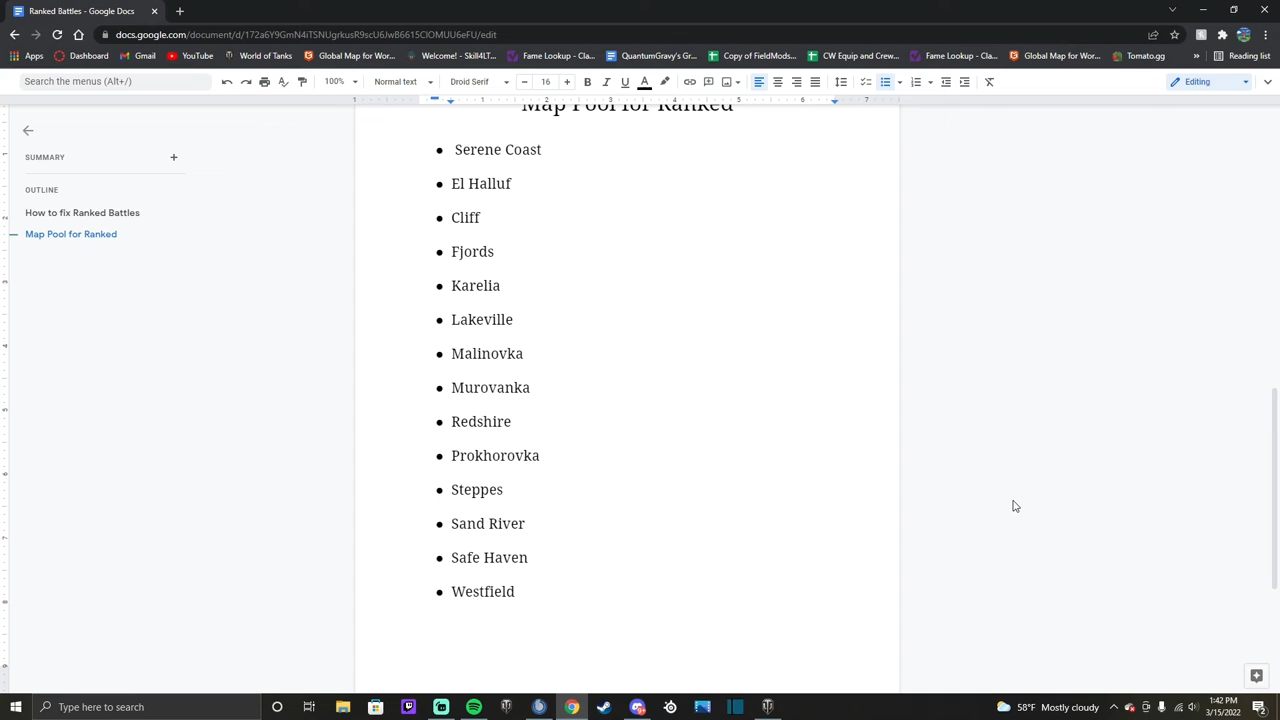 Ranked Battles - Google Docs
docs.google.com/document/d/172a6Y9GmN4iTSNUgrkusR9scU6JwB6615ClOMUU6eFU/edit
Apps
Dashboard
Gmail
YouTube
World of Tanks
Global Map for Wor...
Welcome! - Skill4LT...
Fame Lookup - Cla...
QuantumGravy's Gr...
Copy of FieldMods...
CW Equip and Crew...
Fame Lookup - Cla...
Global Map for Wor...
Tomato.gg
»
Reading list
Search the menus (Alt+/)
100%
Normal text
Droid Serif
16
Editing
SUMMARY
OUTLINE
How to fix Ranked Battles
Map Pool for Ranked
Map Pool for Ranked
● Serene Coast
● El Halluf
● Cliff
● Fjords
● Karelia
● Lakeville
● Malinovka
● Murovanka
● Redshire
● Prokhorovka
● Steppes
● Sand River
● Safe Haven
● Westfield
Type here to search
58°F Mostly cloudy
1:42 PM
3/15/2022